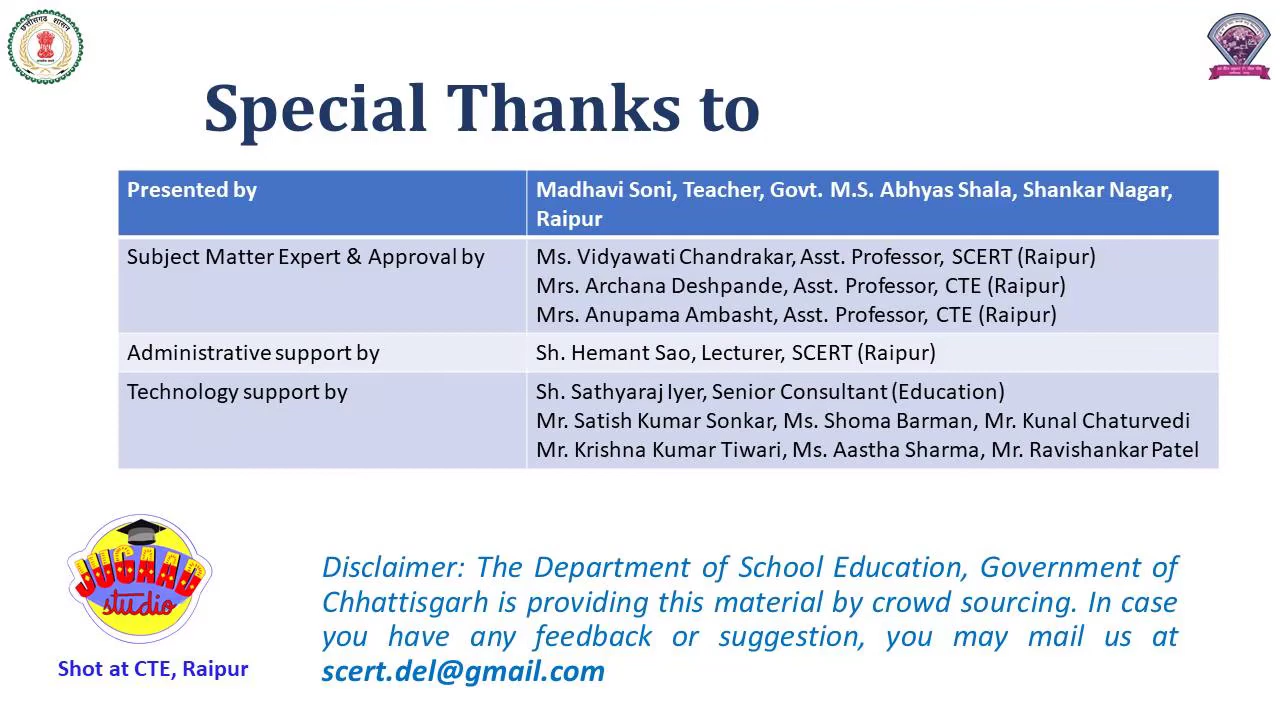 छत्तीसगढ़ शासन
Special Thanks to
Presented by
Madhavi Soni, Teacher, Govt. M.S. Abhyas Shala, Shankar Nagar,
Raipur
Subject Matter Expert & Approval by
Ms. Vidyawati Chandrakar, Asst. Professor, SCERT (Raipur)
Mrs. Archana Deshpande, Asst. Professor, CTE (Raipur)
Mrs. Anupama Ambasht, Asst. Professor, CTE (Raipur)
Administrative support by
Sh. Hemant Sao, Lecturer, SCERT (Raipur)
Technology support by
Sh. Sathyaraj Iyer, Senior Consultant (Education)
Mr. Satish Kumar Sonkar, Ms. Shoma Barman, Mr. Kunal Chaturvedi
Mr. Krishna Kumar Tiwari, Ms. Aastha Sharma, Mr. Ravishankar Patel
JUGAAD
studio
Shot at CTE, Raipur
Disclaimer: The Department of School Education, Government of
Chhattisgarh is providing this material by crowd sourcing. In case
you have any feedback or suggestion, you may mail us at
scert.del@gmail.com